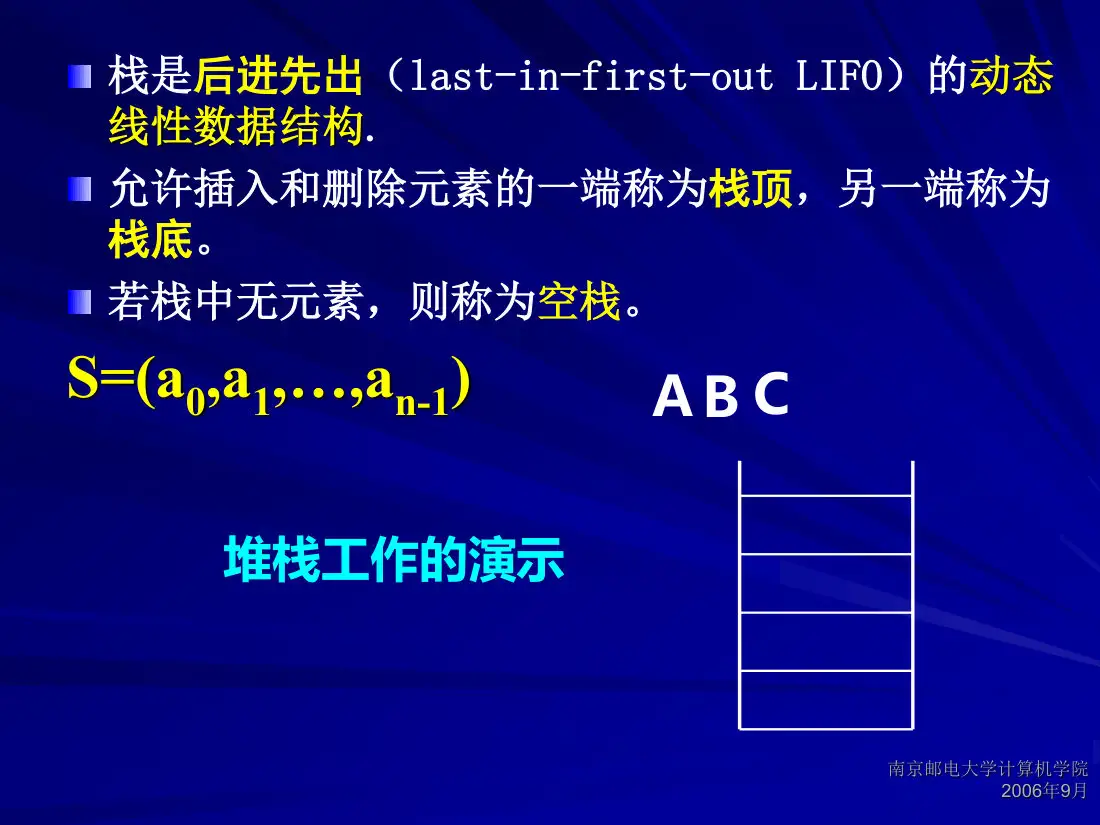 栈是后进先出（last-in-first-out LIFO）的动态
线性数据结构.
允许插入和删除元素的一端称为栈顶，另一端称为
栈底。
若栈中无元素，则称为空栈。
S=(a0,a1,…,an-1)
A B C
堆栈工作的演示
南京邮电大学计算机学院
2006年9月